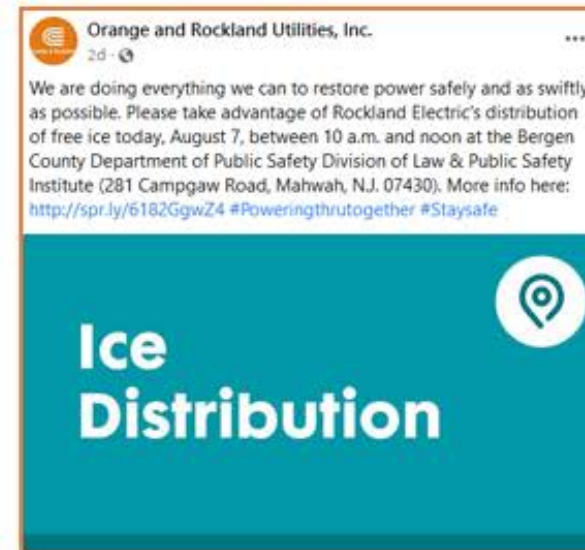 Orange and Rockland Utilities, Inc.
2d ·
We are doing everything we can to restore power safely and as swiftly
as possible. Please take advantage of Rockland Electric's distribution
of free ice today, August 7, between 10 a.m. and noon at the Bergen
County Department of Public Safety Division of Law & Public Safety
Institute (281 Campgaw Road, Mahwah, N.J. 07430). More info here:
http://spr.ly/6182GgwZ4 #Poweringthrutogether #Staysafe
Ice
Distribution